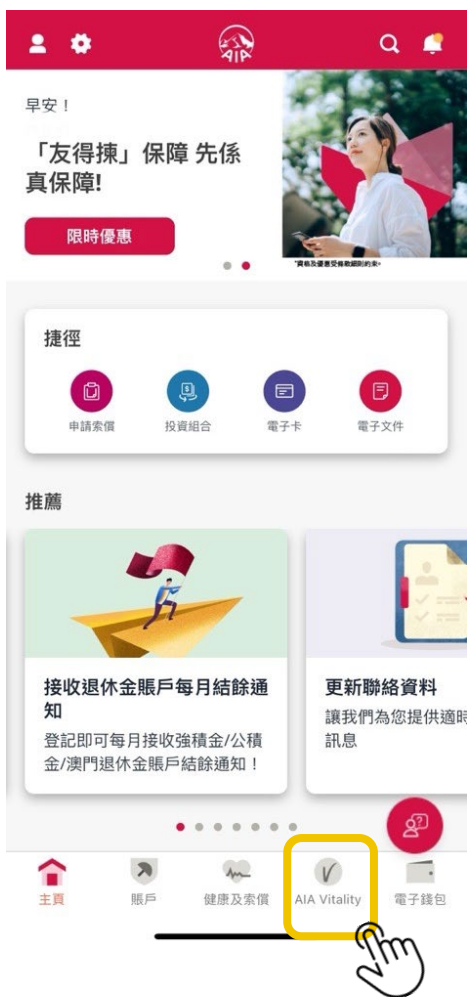 AIA
早安！
「友得揀」保障 先係
真保障!
限時優惠
*資格及優惠受條款細則約束。
捷徑
申請索償
投資組合
電子卡
電子文件
推薦
接收退休金賬戶每月結餘通
知
登記即可每月接收強積金/公積
金/澳門退休金賬戶結餘通知！
更新聯絡資料
讓我們為您提供適時
訊息
主頁
賬戶
健康及索償
AIA Vitality
電子錢包